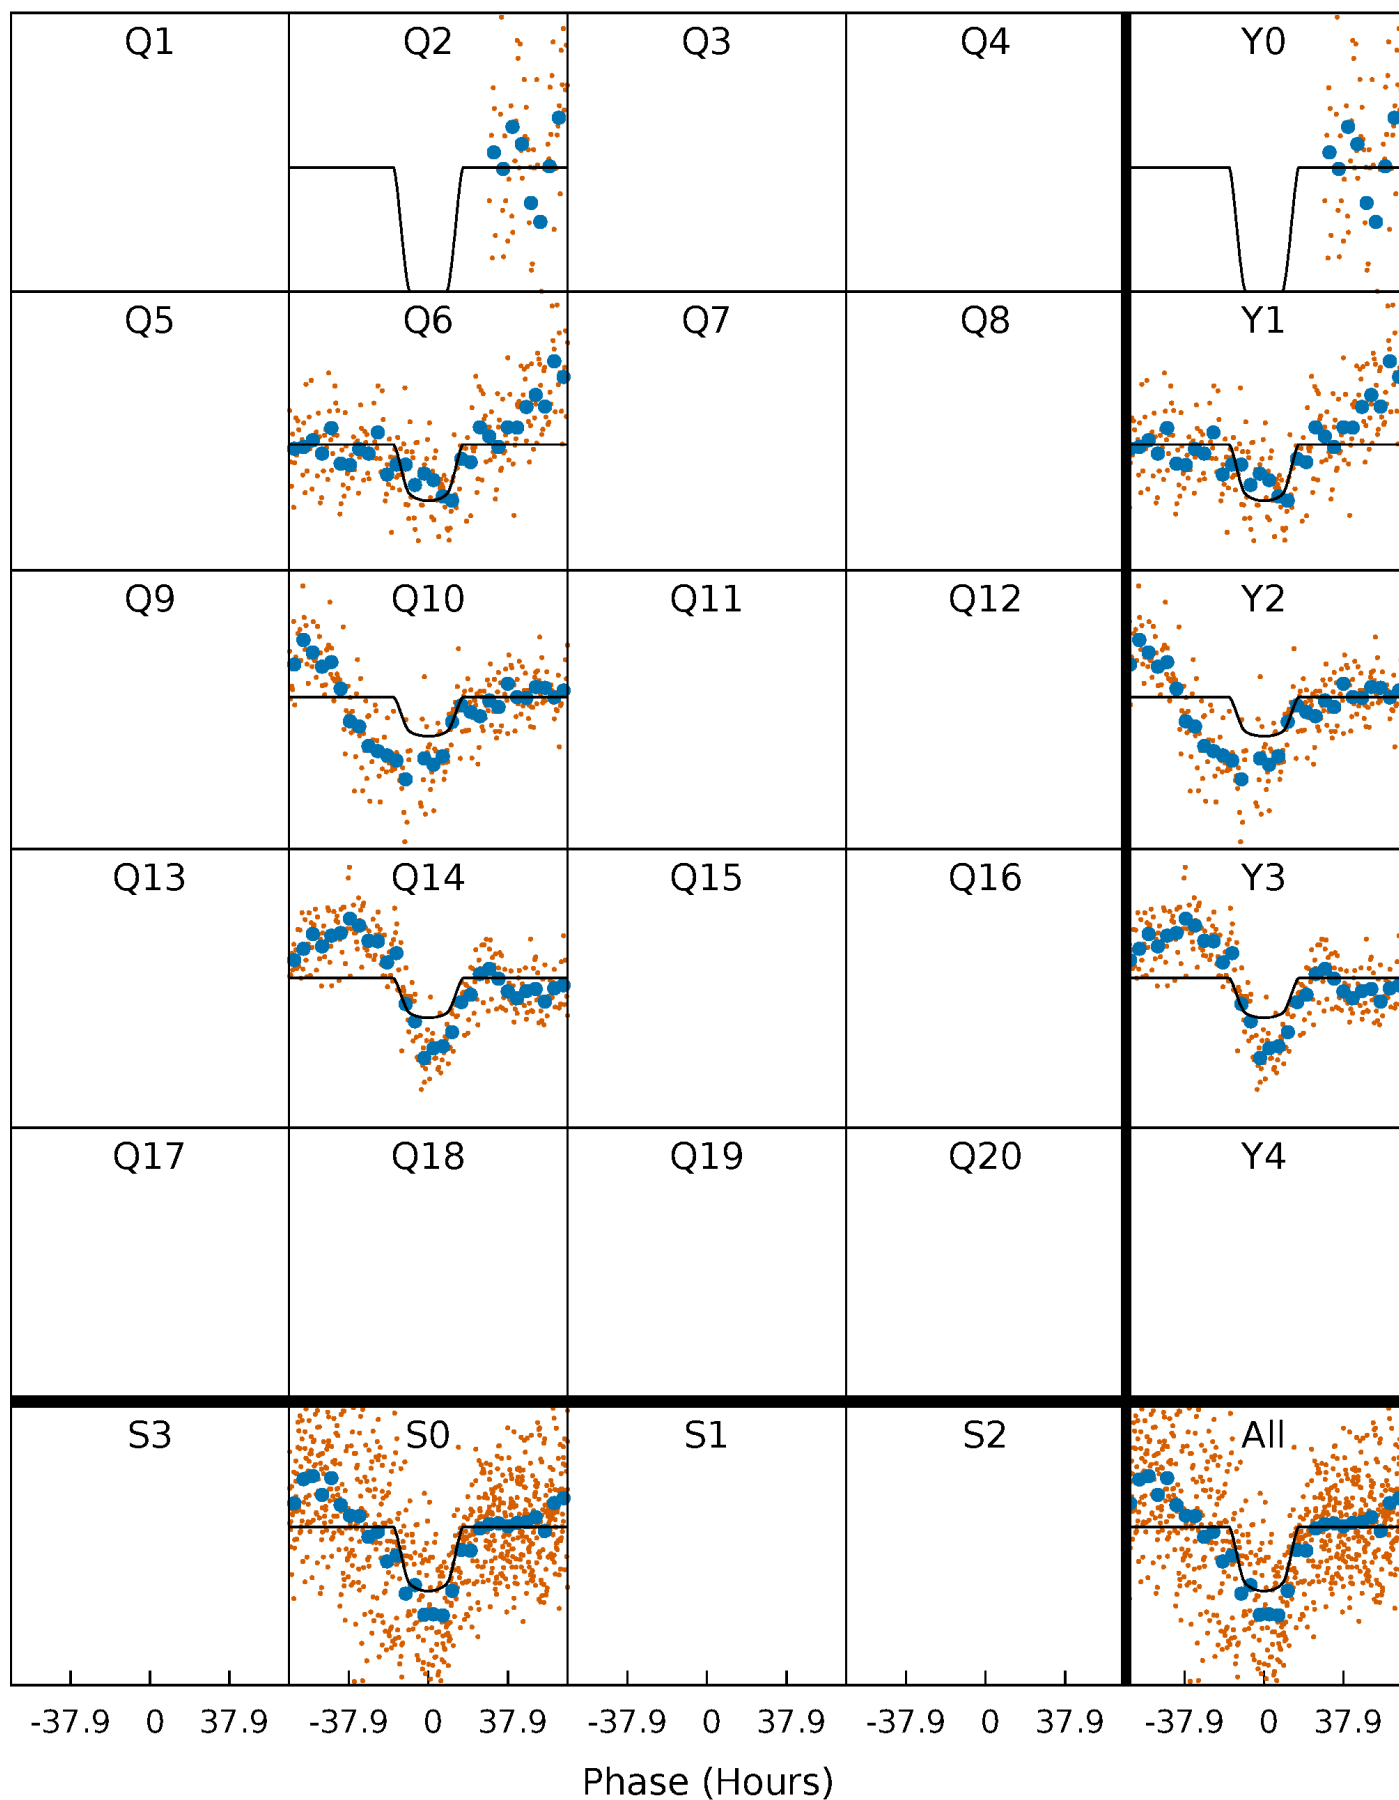 Q1 Q2 Q3 Q4 Y0
Q5 Q6 Q7 Q8 Y1
Q9 Q10 Q11 Q12 Y2
Q13 Q14 Q15 Q16 Y3
Q17 Q18 Q19 Q20 Y4
S3 S0 S1 S2 All
-37.9 0 37.9 -37.9 0 37.9 -37.9 0 37.9 -37.9 0 37.9 -37.9 0 37.9
Phase (Hours)